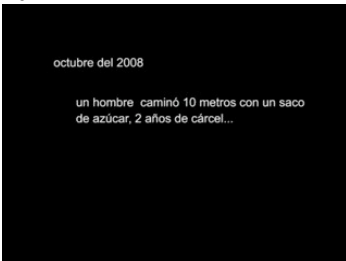 octubre del 2008
un hombre caminó 10 metros con un saco
de azúcar, 2 años de cárcel...